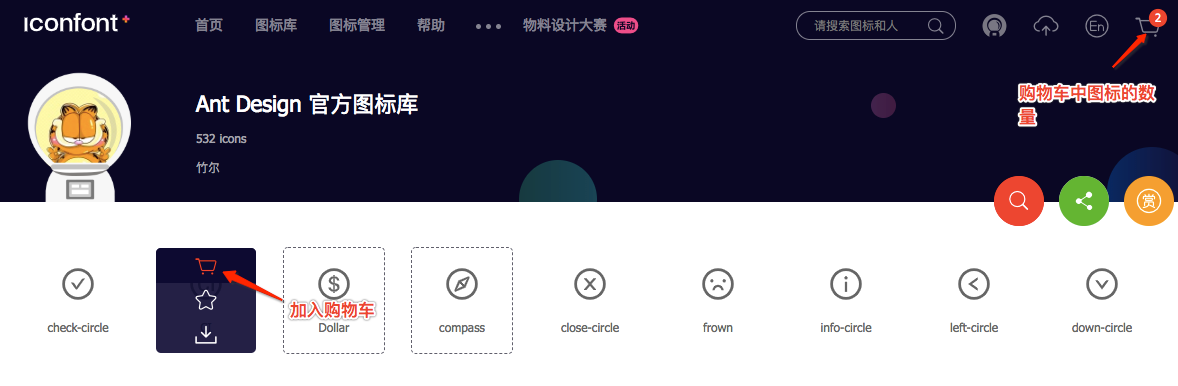 iconfont+
首页 图标库 图标管理 帮助 物料设计大赛 活动
请搜索图标和人
En
2
购物车中图标的数
量
Ant Design 官方图标库
532 icons
竹尔
赏
加入购物车
check-circle
Dollar
compass
close-circle
frown
info-circle
left-circle
down-circle